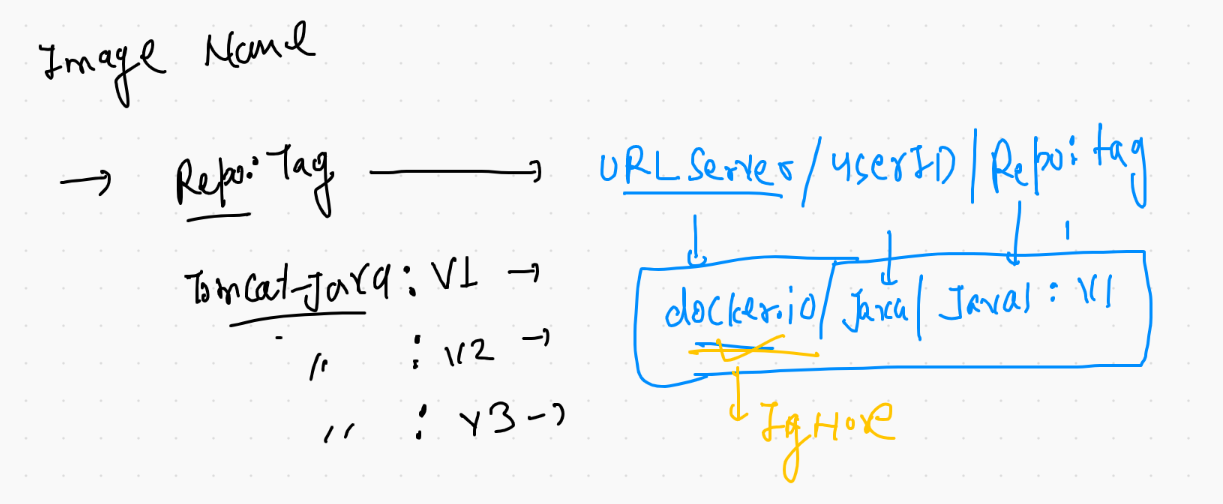 Image Name
→ Repo:Tag → URL Server/userID/Repo:tag
Tomcat-Java:V1 →
docker.io/Java/Java1:V1
" :V2 →
" :V3 →
Ignore